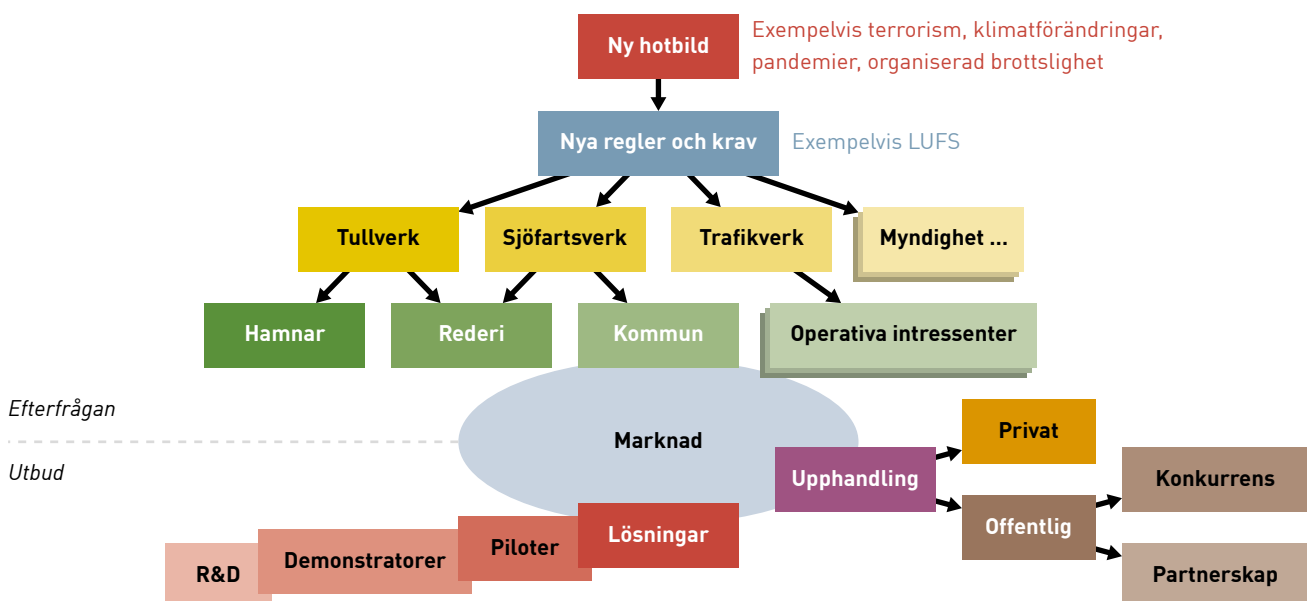 Ny hotbild
Exempelvis terrorism, klimatförändringar,
pandemier, organiserad brottslighet
Nya regler och krav
Exempelvis LUFS
Tullverk
Sjöfartsverk
Trafikverk
Myndighet ...
Hamnar
Rederi
Kommun
Operativa intressenter
Efterfrågan
Marknad
Utbud
Privat
Upphandling
Konkurrens
Offentlig
Lösningar
Piloter
Demonstratorer
R&D
Partnerskap